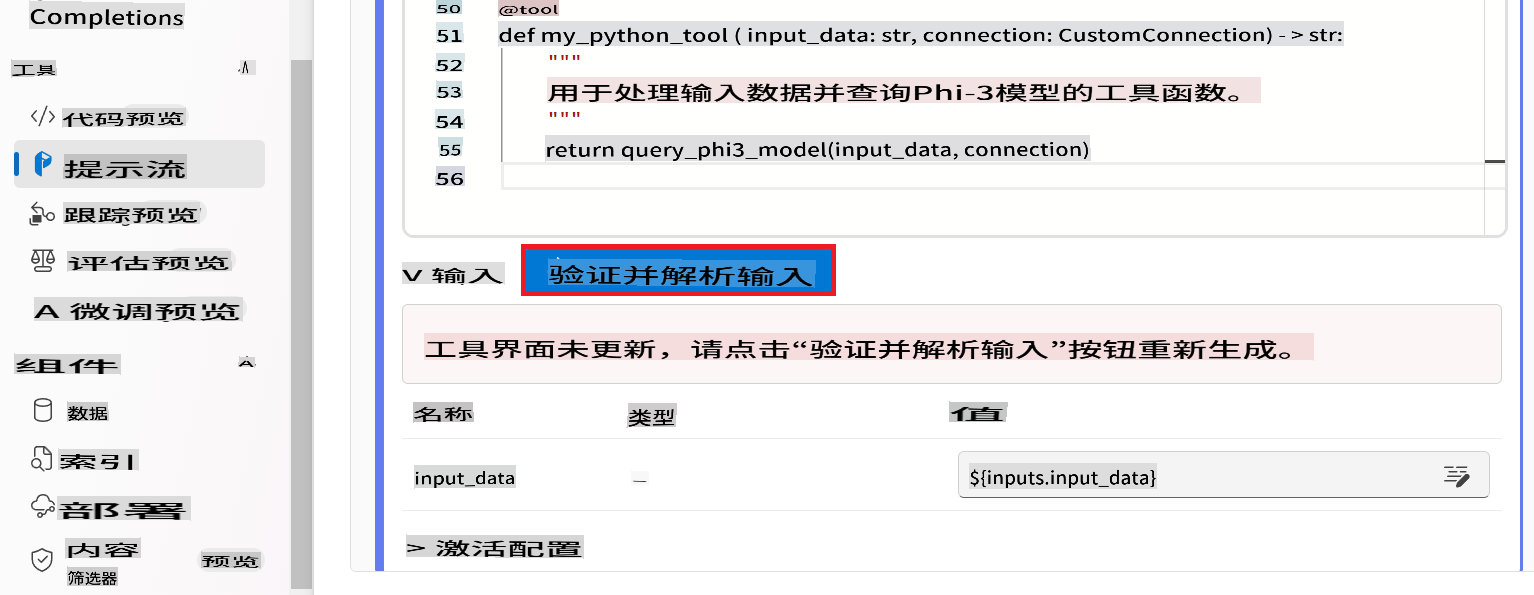 Completions
工具
代码预览
提示流
跟踪预览
评估预览
A 微调预览
组件
数据
索引
部署
内容
筛选器
预览
50 @tool
51 def my_python_tool ( input_data: str, connection: CustomConnection) -> str:
52 """
53 用于处理输入数据并查询Phi-3模型的工具函数。
54 """
55 return query_phi3_model(input_data, connection)
56
V 输入 验证并解析输入
工具界面未更新，请点击“验证并解析输入”按钮重新生成。
名称 类型 值
input_data — ${inputs.input_data}
> 激活配置